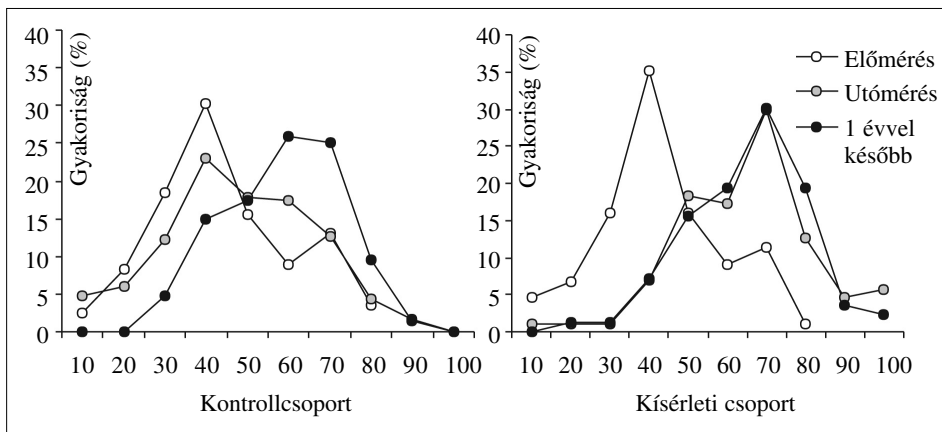 40
35
30
25
20
15
10
5
0
Gyakoriság (%)
10 20 30 40 50 60 70 80 90 100
Kontrollcsoport
40
35
30
25
20
15
10
5
0
Gyakoriság (%)
10 20 30 40 50 60 70 80 90 100
Kísérleti csoport
Előmérés
Utómérés
1 évvel
később